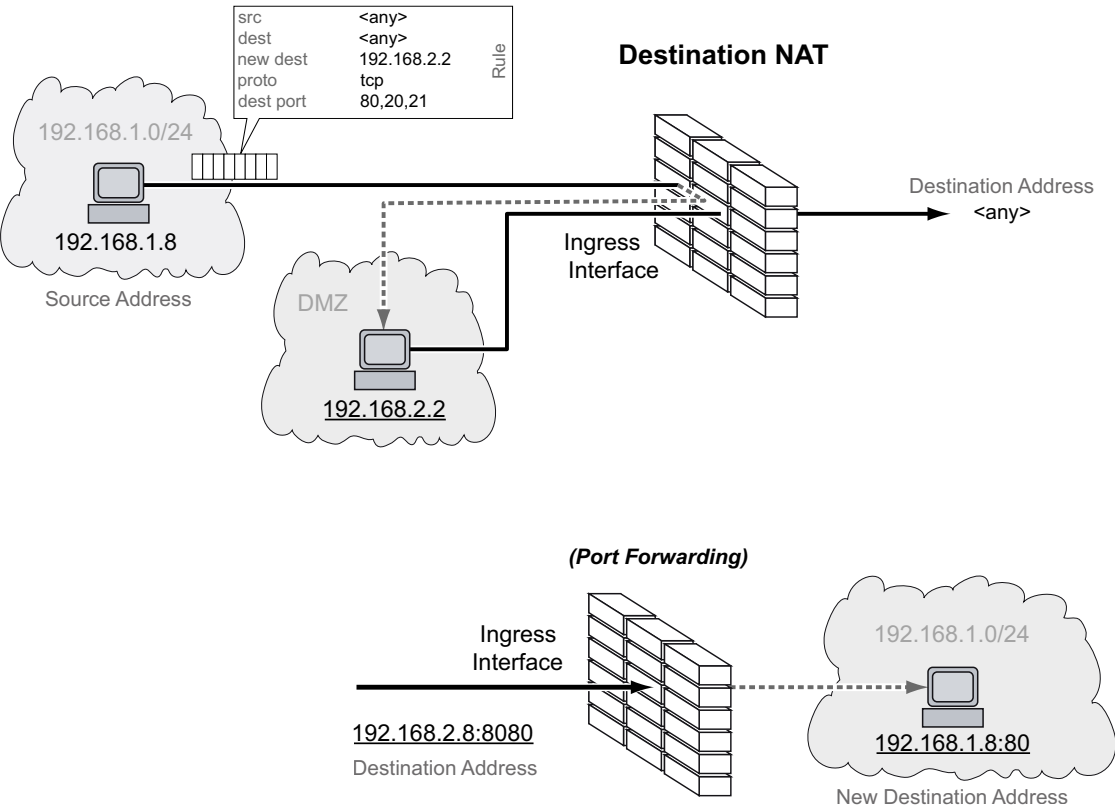 src <any>
dest <any>
new dest 192.168.2.2
proto tcp
dest port 80,20,21
Rule
Destination NAT
192.168.1.0/24
192.168.1.8
Source Address
Destination Address
<any>
Ingress
Interface
DMZ
192.168.2.2
(Port Forwarding)
Ingress
Interface
192.168.2.8:8080
Destination Address
192.168.1.0/24
192.168.1.8:80
New Destination Address